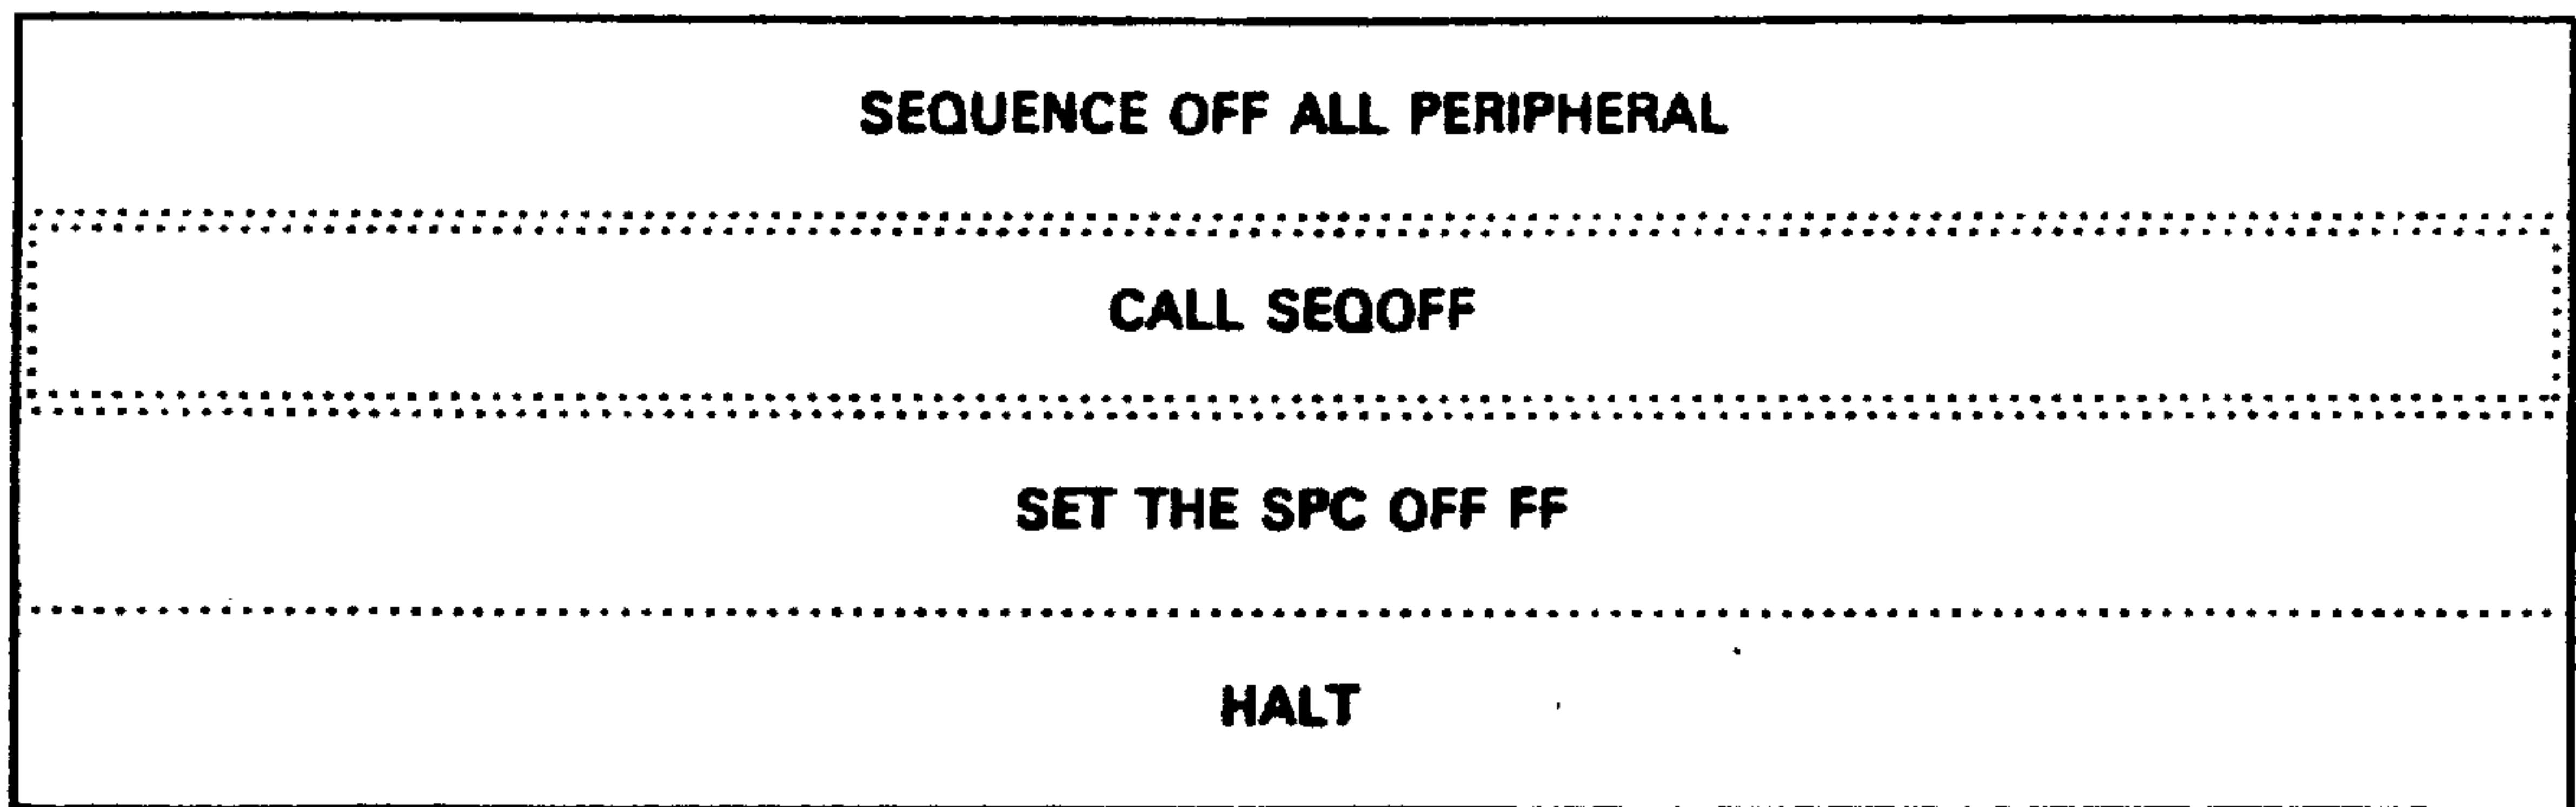 SEQUENCE OFF ALL PERIPHERAL
CALL SEQOFF
SET THE SPC OFF FF
HALT